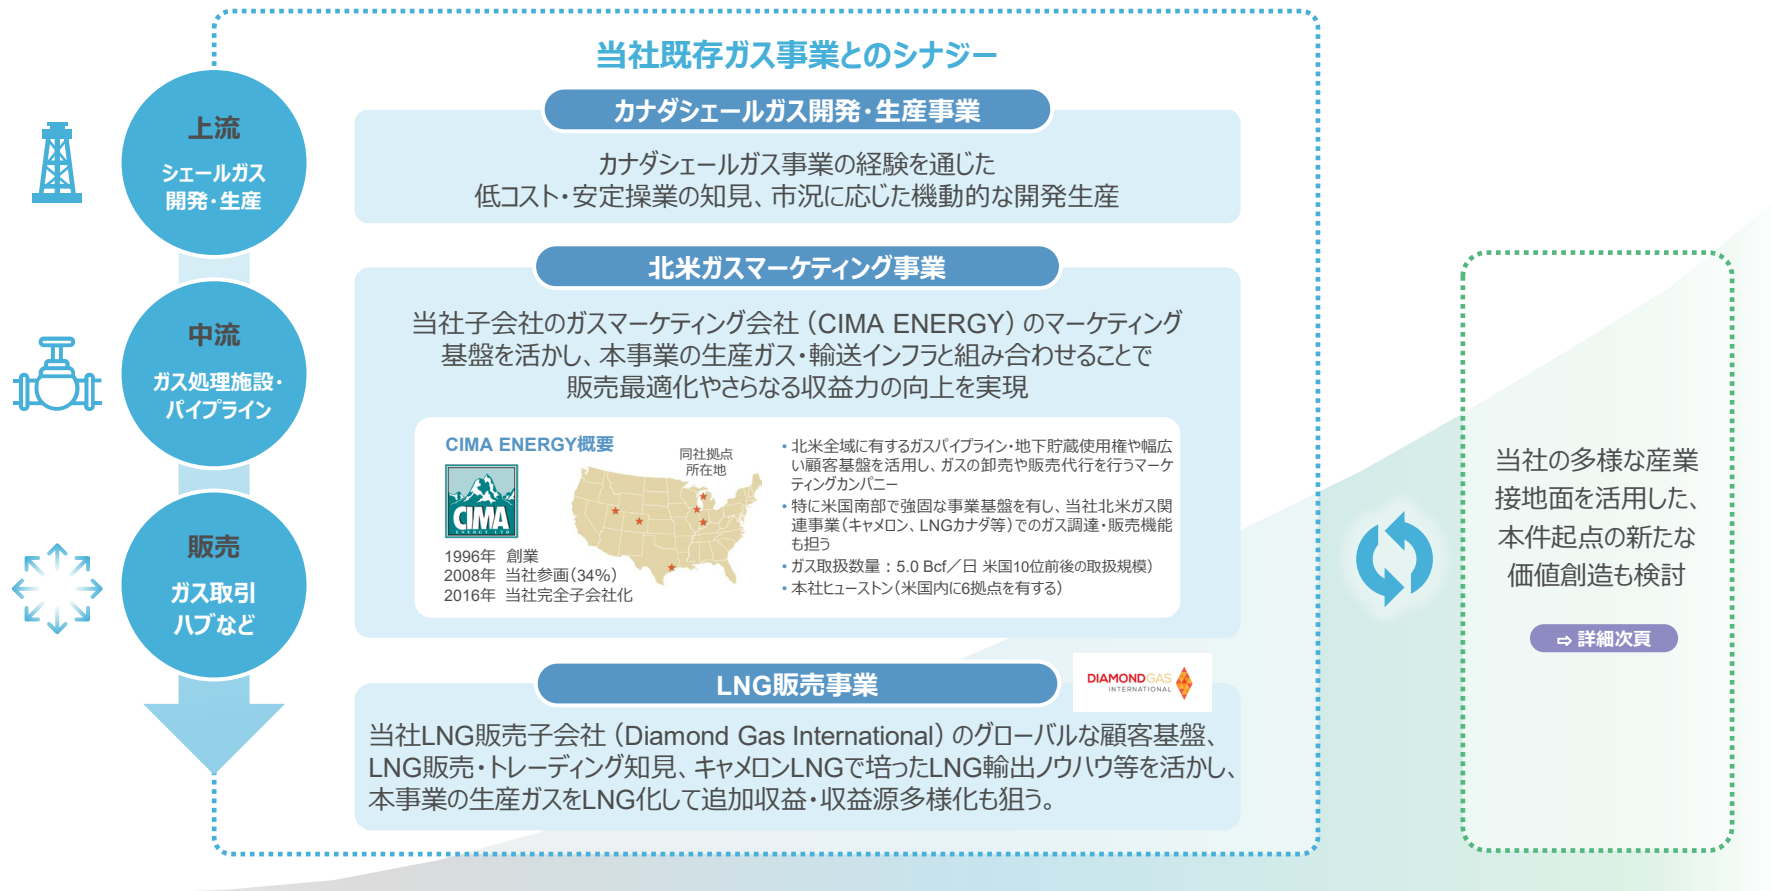 当社既存ガス事業とのシナジー
上流
シェールガス
開発・生産
カナダシェールガス開発・生産事業
カナダシェールガス事業の経験を通じた
低コスト・安定操業の知見、市況に応じた機動的な開発生産
中流
ガス処理施設・
パイプライン
北米ガスマーケティング事業
当社子会社のガスマーケティング会社（CIMA ENERGY）のマーケティング
基盤を活かし、本事業の生産ガス・輸送インフラと組み合わせることで
販売最適化やさらなる収益力の向上を実現
CIMA ENERGY概要
CIMA
ENERGY LTD
1996年 創業
2008年 当社参画（34%）
2016年 当社完全子会社化
同社拠点
所在地
・北米全域に有するガスパイプライン・地下貯蔵使用権や幅広
い顧客基盤を活用し、ガスの卸売や販売代行を行うマーケ
ティングカンパニー
・特に米国南部で強固な事業基盤を有し、当社北米ガス関
連事業（キャメロン、LNGカナダ等）でのガス調達・販売機能
も担う
・ガス取扱数量：5.0 Bcf／日 米国10位前後の取扱規模）
・本社ヒューストン（米国内に6拠点を有する）
販売
ガス取引
ハブなど
LNG販売事業
DIAMOND GAS
INTERNATIONAL
当社LNG販売子会社（Diamond Gas International）のグローバルな顧客基盤、
LNG販売・トレーディング知見、キャメロンLNGで培ったLNG輸出ノウハウ等を活かし、
本事業の生産ガスをLNG化して追加収益・収益源多様化も狙う。
当社の多様な産業
接地面を活用した、
本件起点の新たな
価値創造も検討
⇨ 詳細次頁